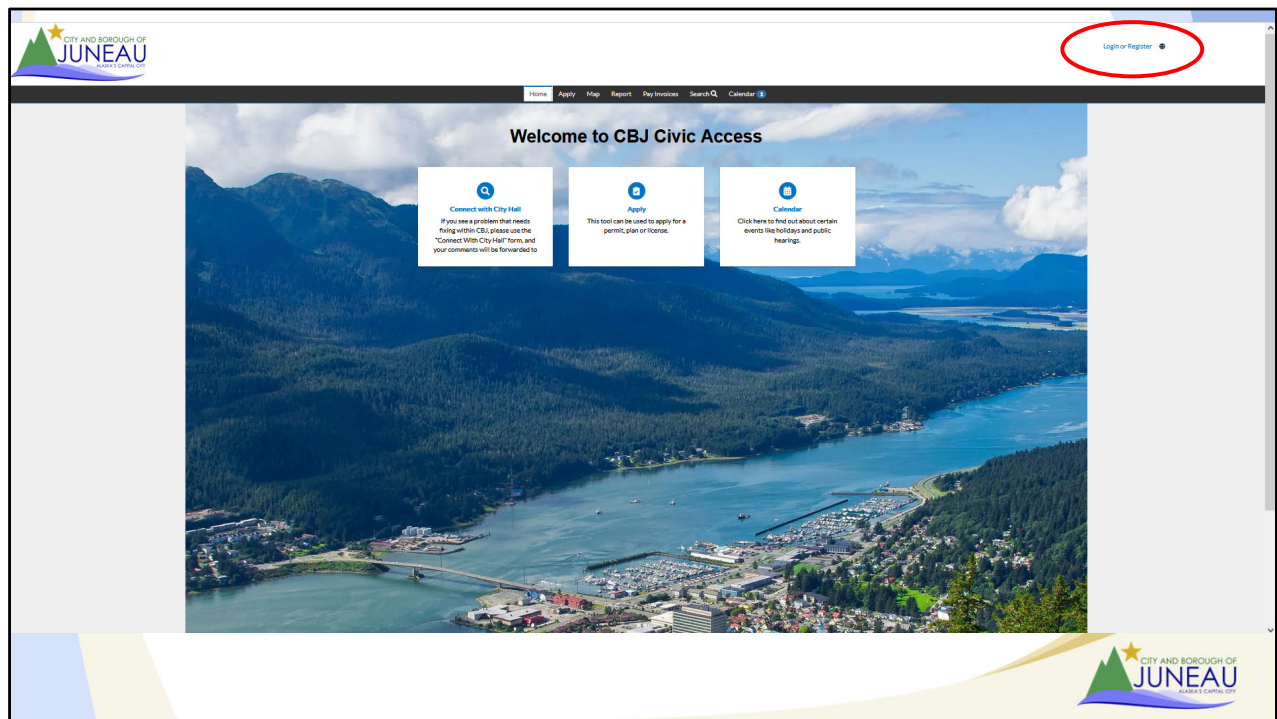 CITY AND BOROUGH OF
JUNEAU
ALASKA'S CAPITAL CITY
Login or Register
Home Apply Map Report Pay Invoices Search Calendar 1
Welcome to CBJ Civic Access
Connect with City Hall
If you see a problem that needs
fixing within CBJ, please use the
"Connect With City Hall" form, and
your comments will be forwarded to
Apply
This tool can be used to apply for a
permit, plan or license.
Calendar
Click here to find out about certain
events like holidays and public
hearings.
CITY AND BOROUGH OF
JUNEAU
ALASKA'S CAPITAL CITY